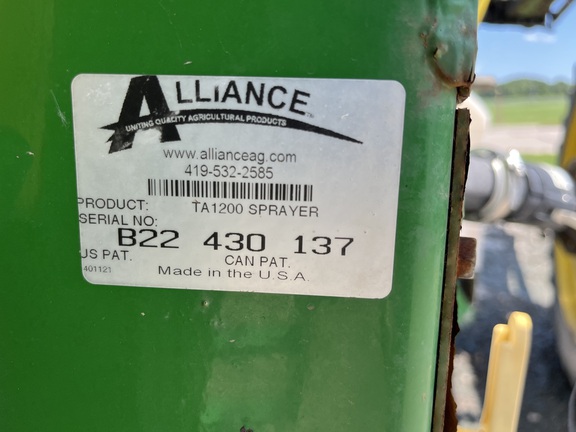 ALLIANCE
UNITING QUALITY AGRICULTURAL PRODUCTS
www.allianceag.com
419-532-2585
PRODUCT: TA1200 SPRAYER
SERIAL NO:
B22 430 137
US PAT. CAN PAT.
401121 Made in the U.S.A.